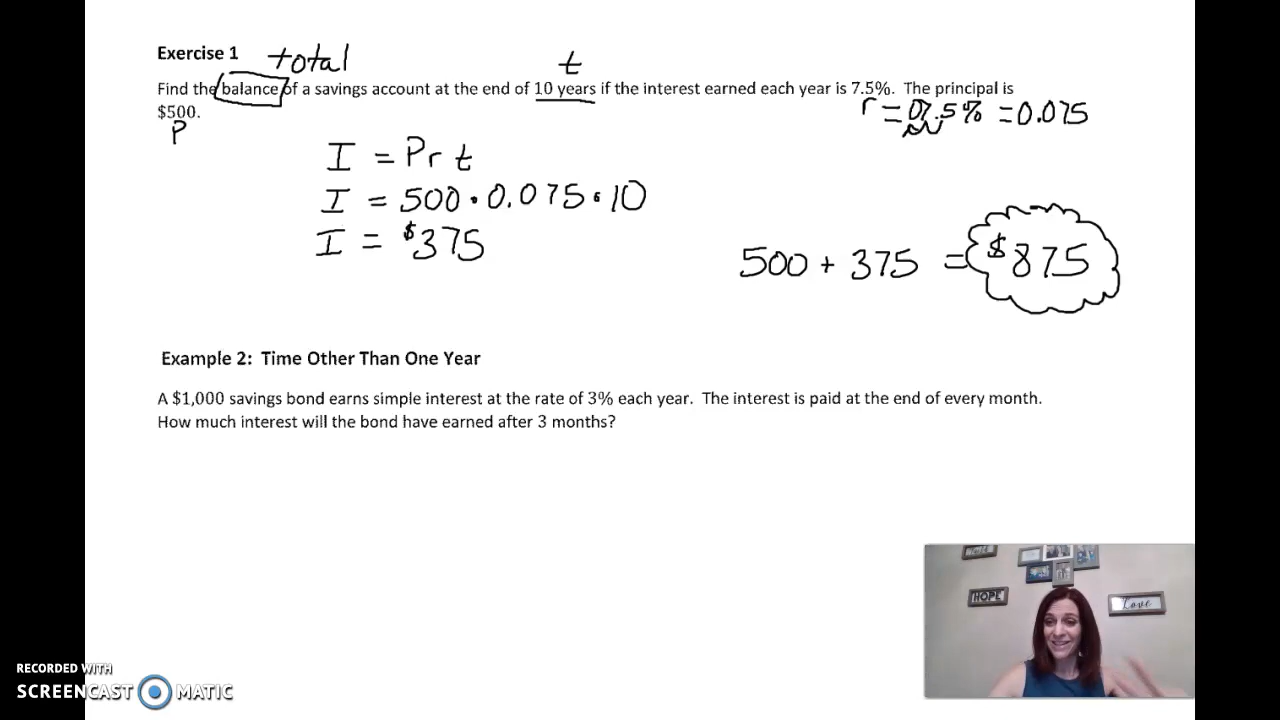 Exercise 1 total t
Find the balance of a savings account at the end of 10 years if the interest earned each year is 7.5%. The principal is
$500. r = 07.5% = 0.075
P
I = Prt
I = 500 · 0.075 · 10
I = $375
500 + 375 = $875
Example 2: Time Other Than One Year
A $1,000 savings bond earns simple interest at the rate of 3% each year. The interest is paid at the end of every month.
How much interest will the bond have earned after 3 months?
HOPE
Love
RECORDED WITH
SCREENCAST MATIC